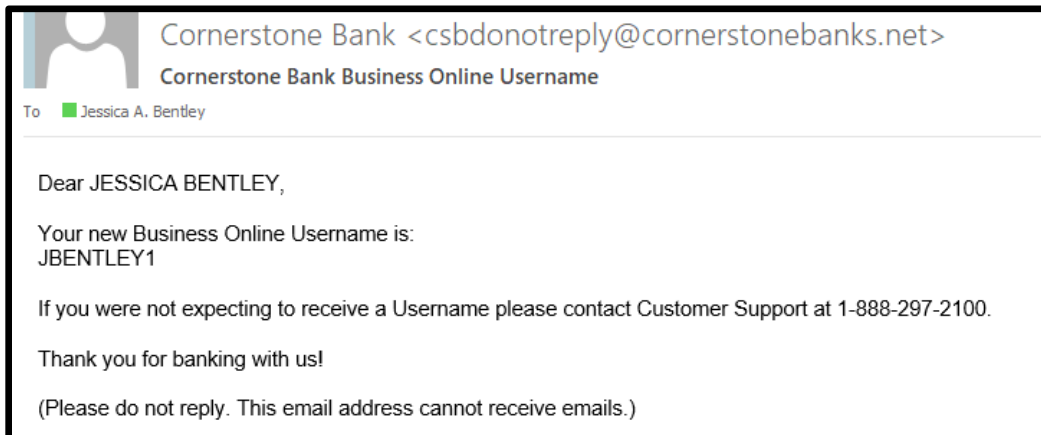 Cornerstone Bank <csbdonotreply@cornerstonebanks.net>
Cornerstone Bank Business Online Username
To Jessica A. Bentley
Dear JESSICA BENTLEY,
Your new Business Online Username is:
JBENTLEY1
If you were not expecting to receive a Username please contact Customer Support at 1-888-297-2100.
Thank you for banking with us!
(Please do not reply. This email address cannot receive emails.)